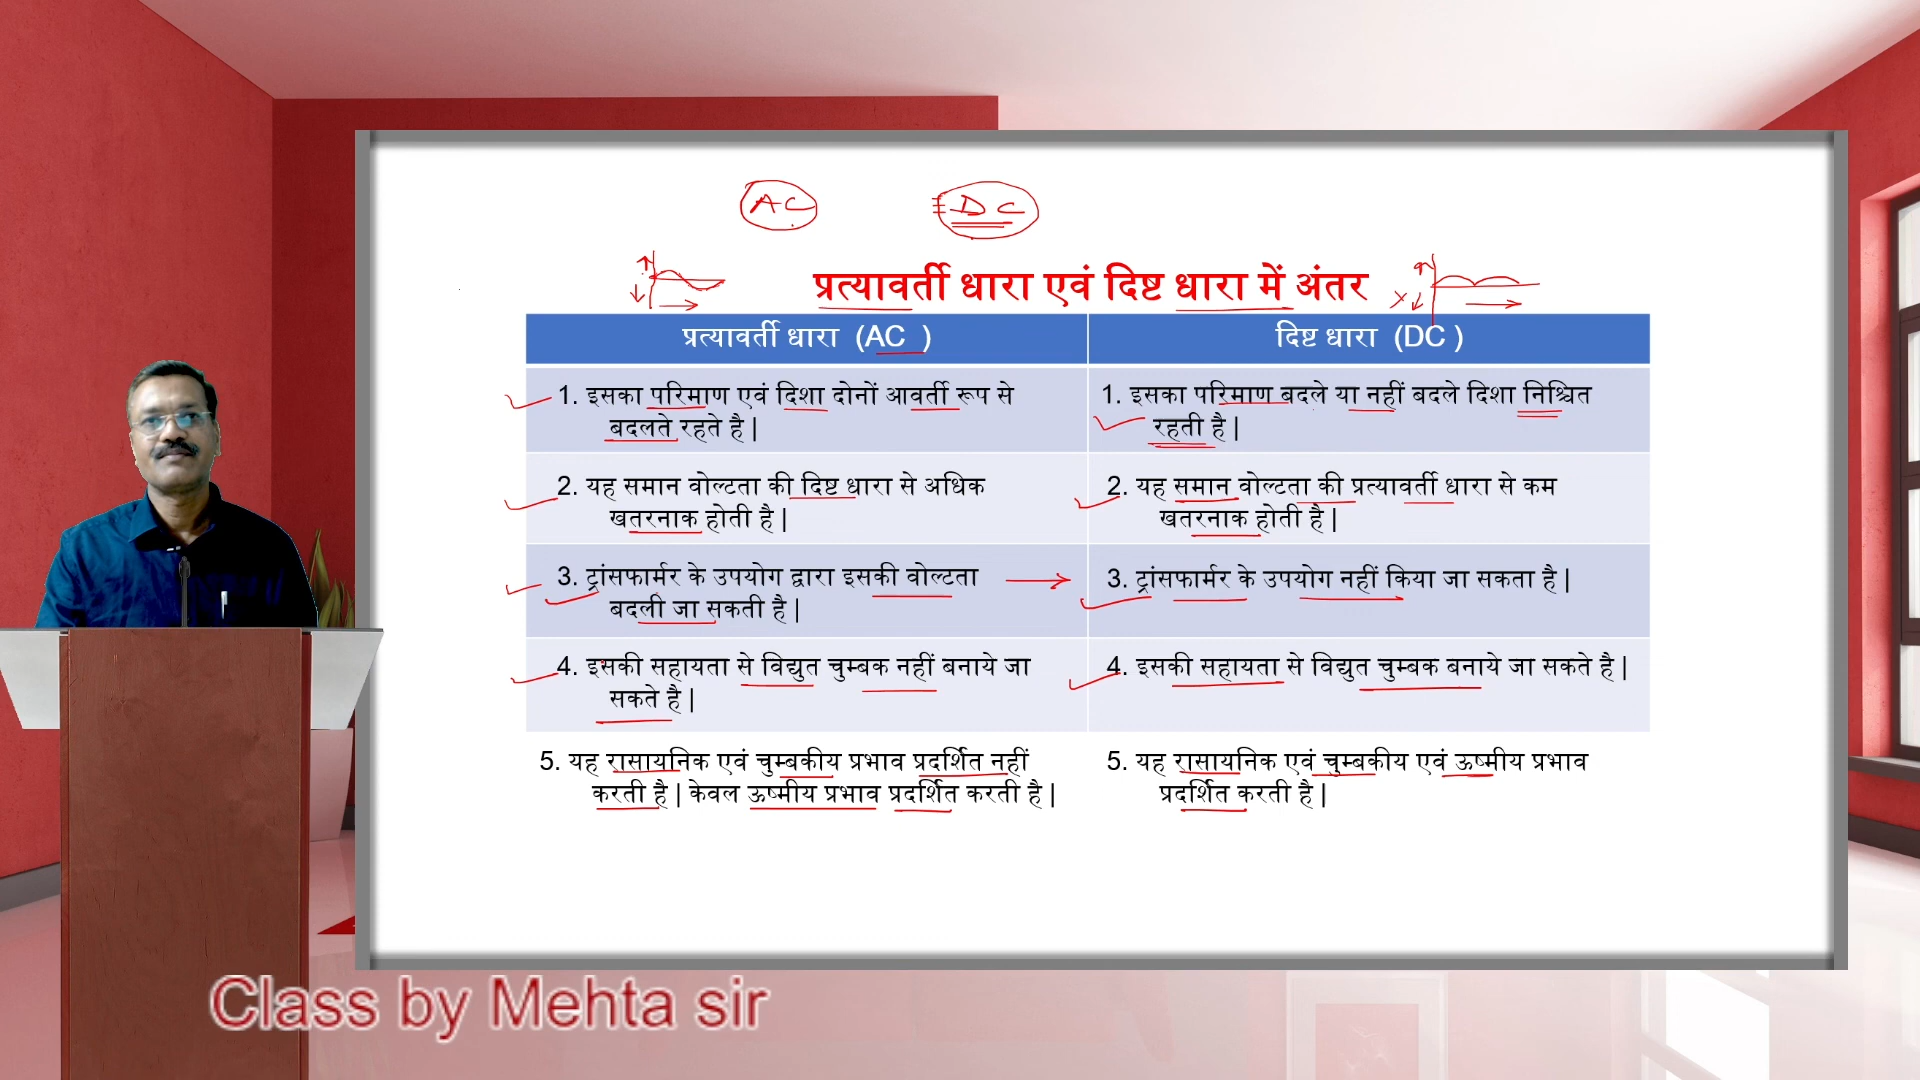 AC
DC
प्रत्यावर्ती धारा एवं दिष्ट धारा में अंतर
प्रत्यावर्ती धारा (AC )
दिष्ट धारा (DC )
1. इसका परिमाण एवं दिशा दोनों आवर्ती रूप से
बदलते रहते है |
1. इसका परिमाण बदले या नहीं बदले दिशा निश्चित
रहती है |
2. यह समान वोल्टता की दिष्ट धारा से अधिक
खतरनाक होती है |
2. यह समान वोल्टता की प्रत्यावर्ती धारा से कम
खतरनाक होती है |
3. ट्रांसफार्मर के उपयोग द्वारा इसकी वोल्टता
बदली जा सकती है |
3. ट्रांसफार्मर के उपयोग नहीं किया जा सकता है |
4. इसकी सहायता से विद्युत चुम्बक नहीं बनाये जा
सकते है |
4. इसकी सहायता से विद्युत चुम्बक बनाये जा सकते है |
5. यह रासायनिक एवं चुम्बकीय प्रभाव प्रदर्शित नहीं
करती है | केवल ऊष्मीय प्रभाव प्रदर्शित करती है |
5. यह रासायनिक एवं चुम्बकीय एवं ऊष्मीय प्रभाव
प्रदर्शित करती है |
Class by Mehta sir